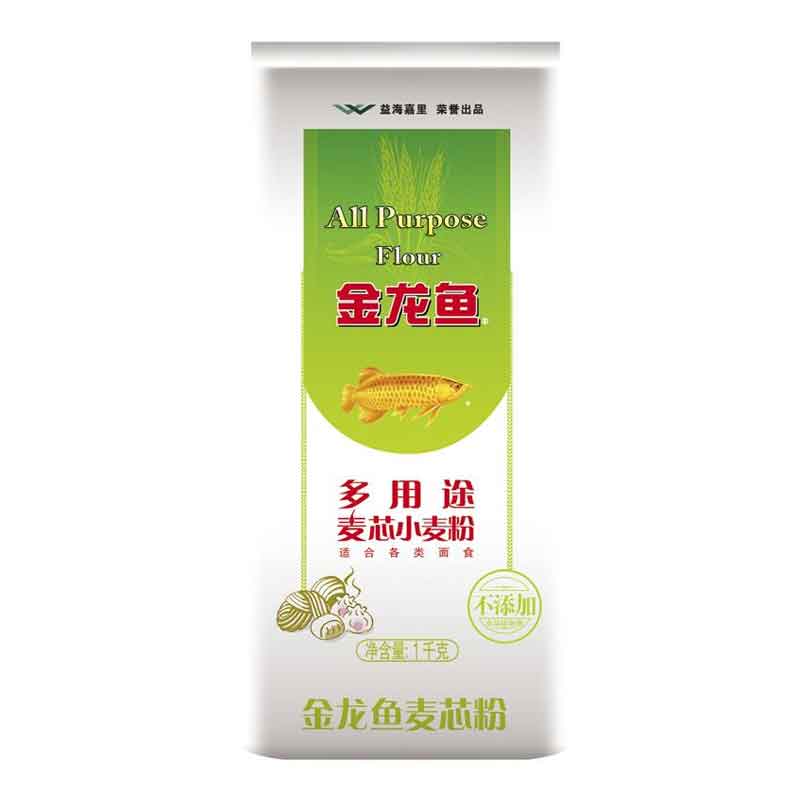 益海嘉里 荣誉出品
All Purpose
Flour
金龙鱼
多用途
麦芯小麦粉
适合各类面食
不添加
净含量:1千克
金龙鱼麦芯粉